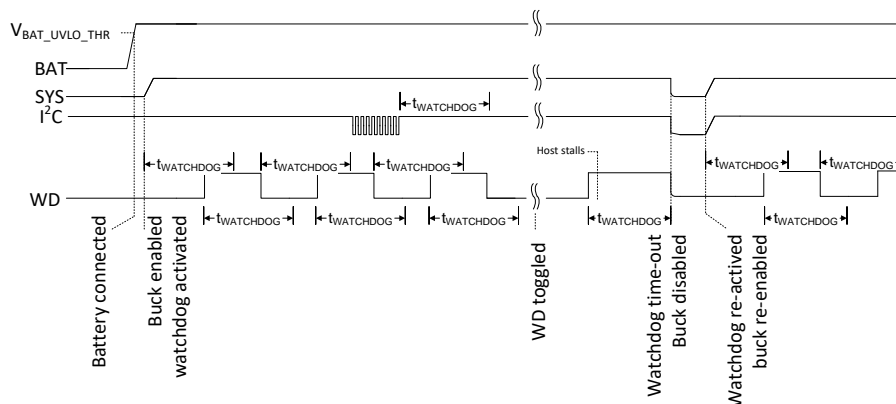 V_BAT_UVLO_THR
BAT
SYS
I²C
t_WATCHDOG
t_WATCHDOG
t_WATCHDOG
t_WATCHDOG
Host stalls
t_WATCHDOG
t_WATCHDOG
WD
t_WATCHDOG
t_WATCHDOG
t_WATCHDOG
t_WATCHDOG
t_WATCHDOG
Battery connected
Buck enabled
watchdog activated
WD toggled
Watchdog time-out
Buck disabled
Watchdog re-actived
buck re-enabled